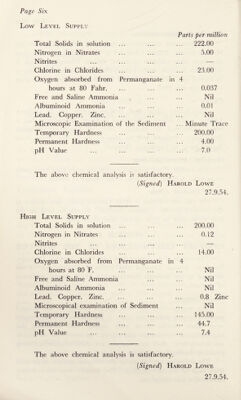 Page Six
LOW LEVEL SUPPLY
Parts per million
Total Solids in solution ... ... ... 222.00
Nitrogen in Nitrates ... ... ... 5.00
Nitrites ... ... ... ... —
Chlorine in Chlorides ... ... ... 23.00
Oxygen absorbed from Permanganate in 4
hours at 80 Fahr. ... ... ... 0.037
Free and Saline Ammonia ... ... ... Nil
Albuminoid Ammonia ... ... ... 0.01
Lead. Copper. Zinc. ... ... ... Nil
Microscopic Examination of the Sediment ... Minute Trace
Temporary Hardness ... ... ... 200.00
Permanent Hardness ... ... ... 4.00
pH Value ... ... ... ... 7.0
The above chemical analysis is satisfactory.
(Signed) HAROLD LOWE
27.9.54.
HIGH LEVEL SUPPLY
Total Solids in solution ... ... ... 200.00
Nitrogen in Nitrates ... ... ... 0.12
Nitrites ... ... ... ... —
Chlorine in Chlorides ... ... ... 14.00
Oxygen absorbed from Permanganate in 4
hours at 80 F. ... ... ... Nil
Free and Saline Ammonia ... ... ... Nil
Albuminoid Ammonia ... ... ... Nil
Lead. Copper. Zinc. ... ... ... 0.8 Zinc
Microscopical examination of Sediment ... Nil
Temporary Hardness ... ... ... 145.00
Permanent Hardness ... ... ... 44.7
pH Value ... ... ... ... 7.4
The above chemical analysis is satisfactory.
(Signed) HAROLD LOWE
27.9.54.